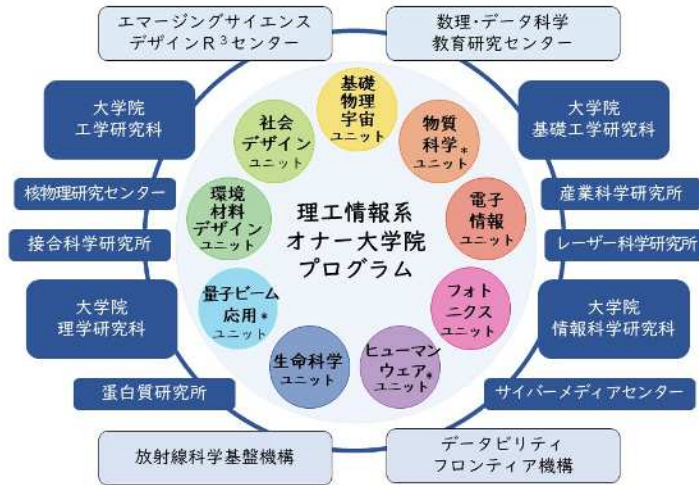 エマージングサイエンス
デザインR³センター
数理・データ科学
教育研究センター
大学院
工学研究科
大学院
基礎工学研究科
核物理研究センター
産業科学研究所
接合科学研究所
レーザー科学研究所
大学院
理学研究科
大学院
情報科学研究科
蛋白質研究所
サイバーメディアセンター
放射線科学基盤機構
データビリティ
フロンティア機構
基礎
物理
宇宙
ユニット
物質
科学*
ユニット
電子
情報
ユニット
フォト
ニクス
ユニット
ヒューマン
ウェア*
ユニット
生命科学
ユニット
量子ビーム
応用*
ユニット
環境
材料
デザイン
ユニット
社会
デザイン
ユニット
理工情報系
オナー大学院
プログラム